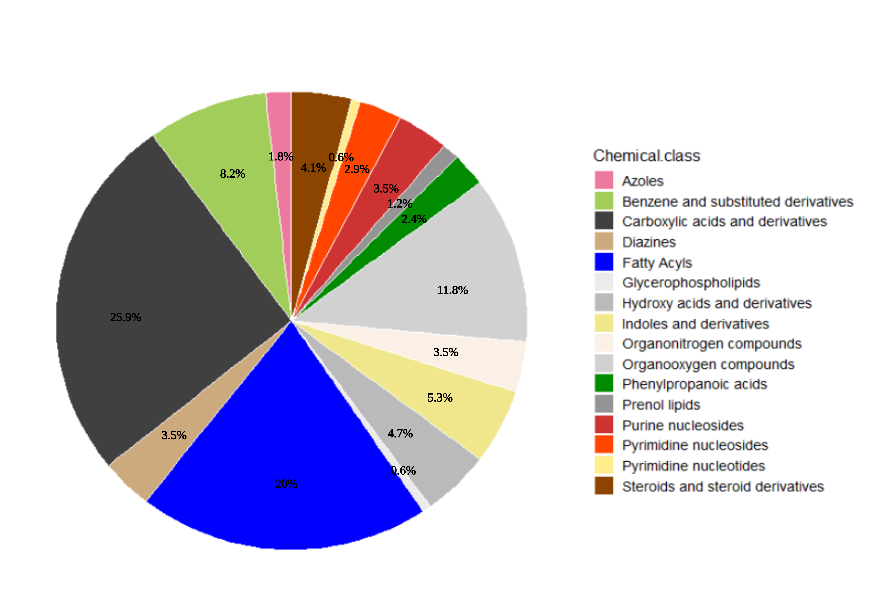 1.8%
4.1%
0.6%
2.9%
8.2%
3.5%
1.2%
2.4%
11.8%
25.9%
3.5%
5.3%
4.7%
3.5%
0.6%
20%
Chemical.class
Azoles
Benzene and substituted derivatives
Carboxylic acids and derivatives
Diazines
Fatty Acyls
Glycerophospholipids
Hydroxy acids and derivatives
Indoles and derivatives
Organonitrogen compounds
Organooxygen compounds
Phenylpropanoic acids
Prenol lipids
Purine nucleosides
Pyrimidine nucleosides
Pyrimidine nucleotides
Steroids and steroid derivatives